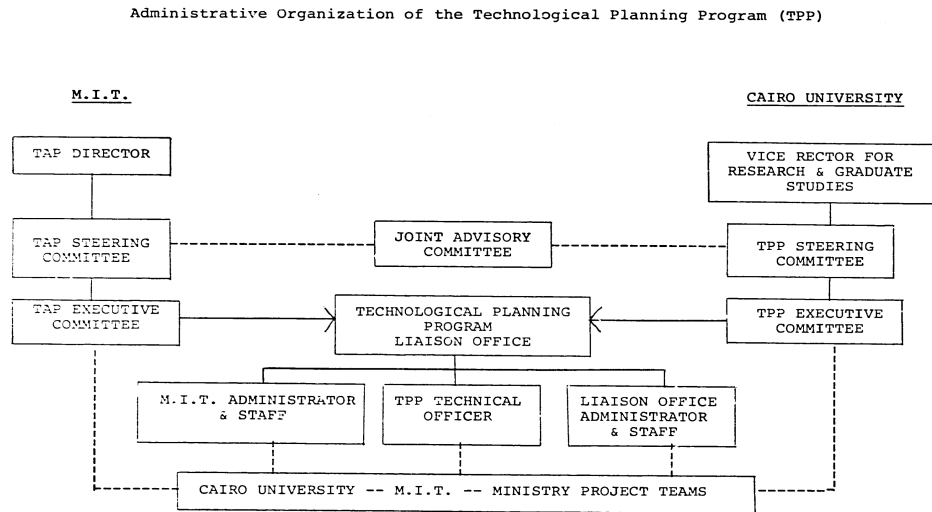 Administrative Organization of the Technological Planning Program (TPP)
M.I.T.
CAIRO UNIVERSITY
TAP DIRECTOR
VICE RECTOR FOR
RESEARCH & GRADUATE
STUDIES
TAP STEERING
COMMITTEE
JOINT ADVISORY
COMMITTEE
TPP STEERING
COMMITTEE
TAP EXECUTIVE
COMMITTEE
TECHNOLOGICAL PLANNING
PROGRAM
LIAISON OFFICE
TPP EXECUTIVE
COMMITTEE
M.I.T. ADMINISTRATOR
& STAFF
TPP TECHNICAL
OFFICER
LIAISON OFFICE
ADMINISTRATOR
& STAFF
CAIRO UNIVERSITY -- M.I.T. -- MINISTRY PROJECT TEAMS